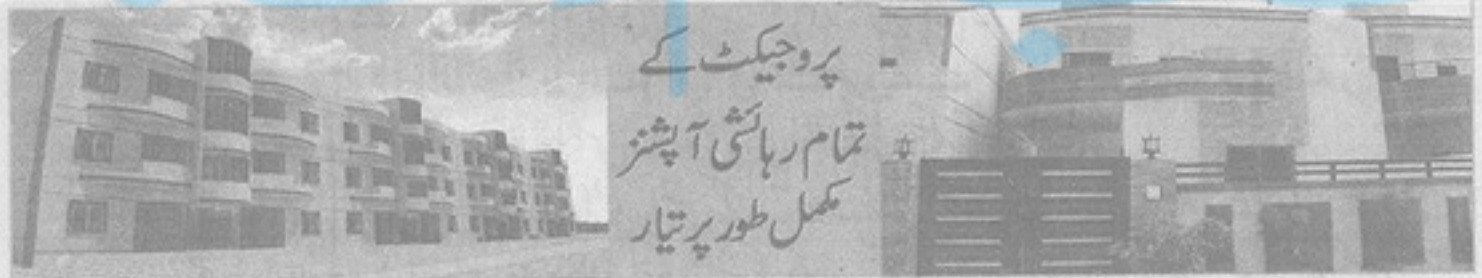 پروجیکٹ کے
تمام رہائشی آپشنز
مکمل طور پر تیار